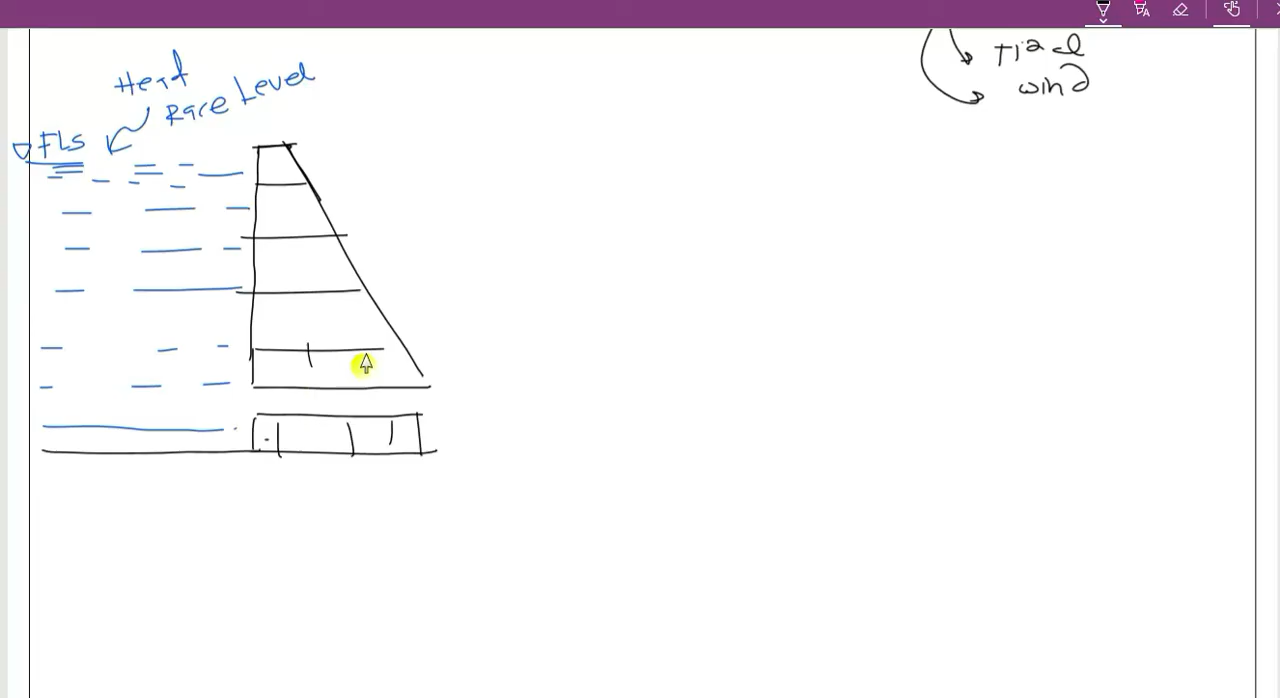 Head
Race Level
▽ FLS
Tidal
wind